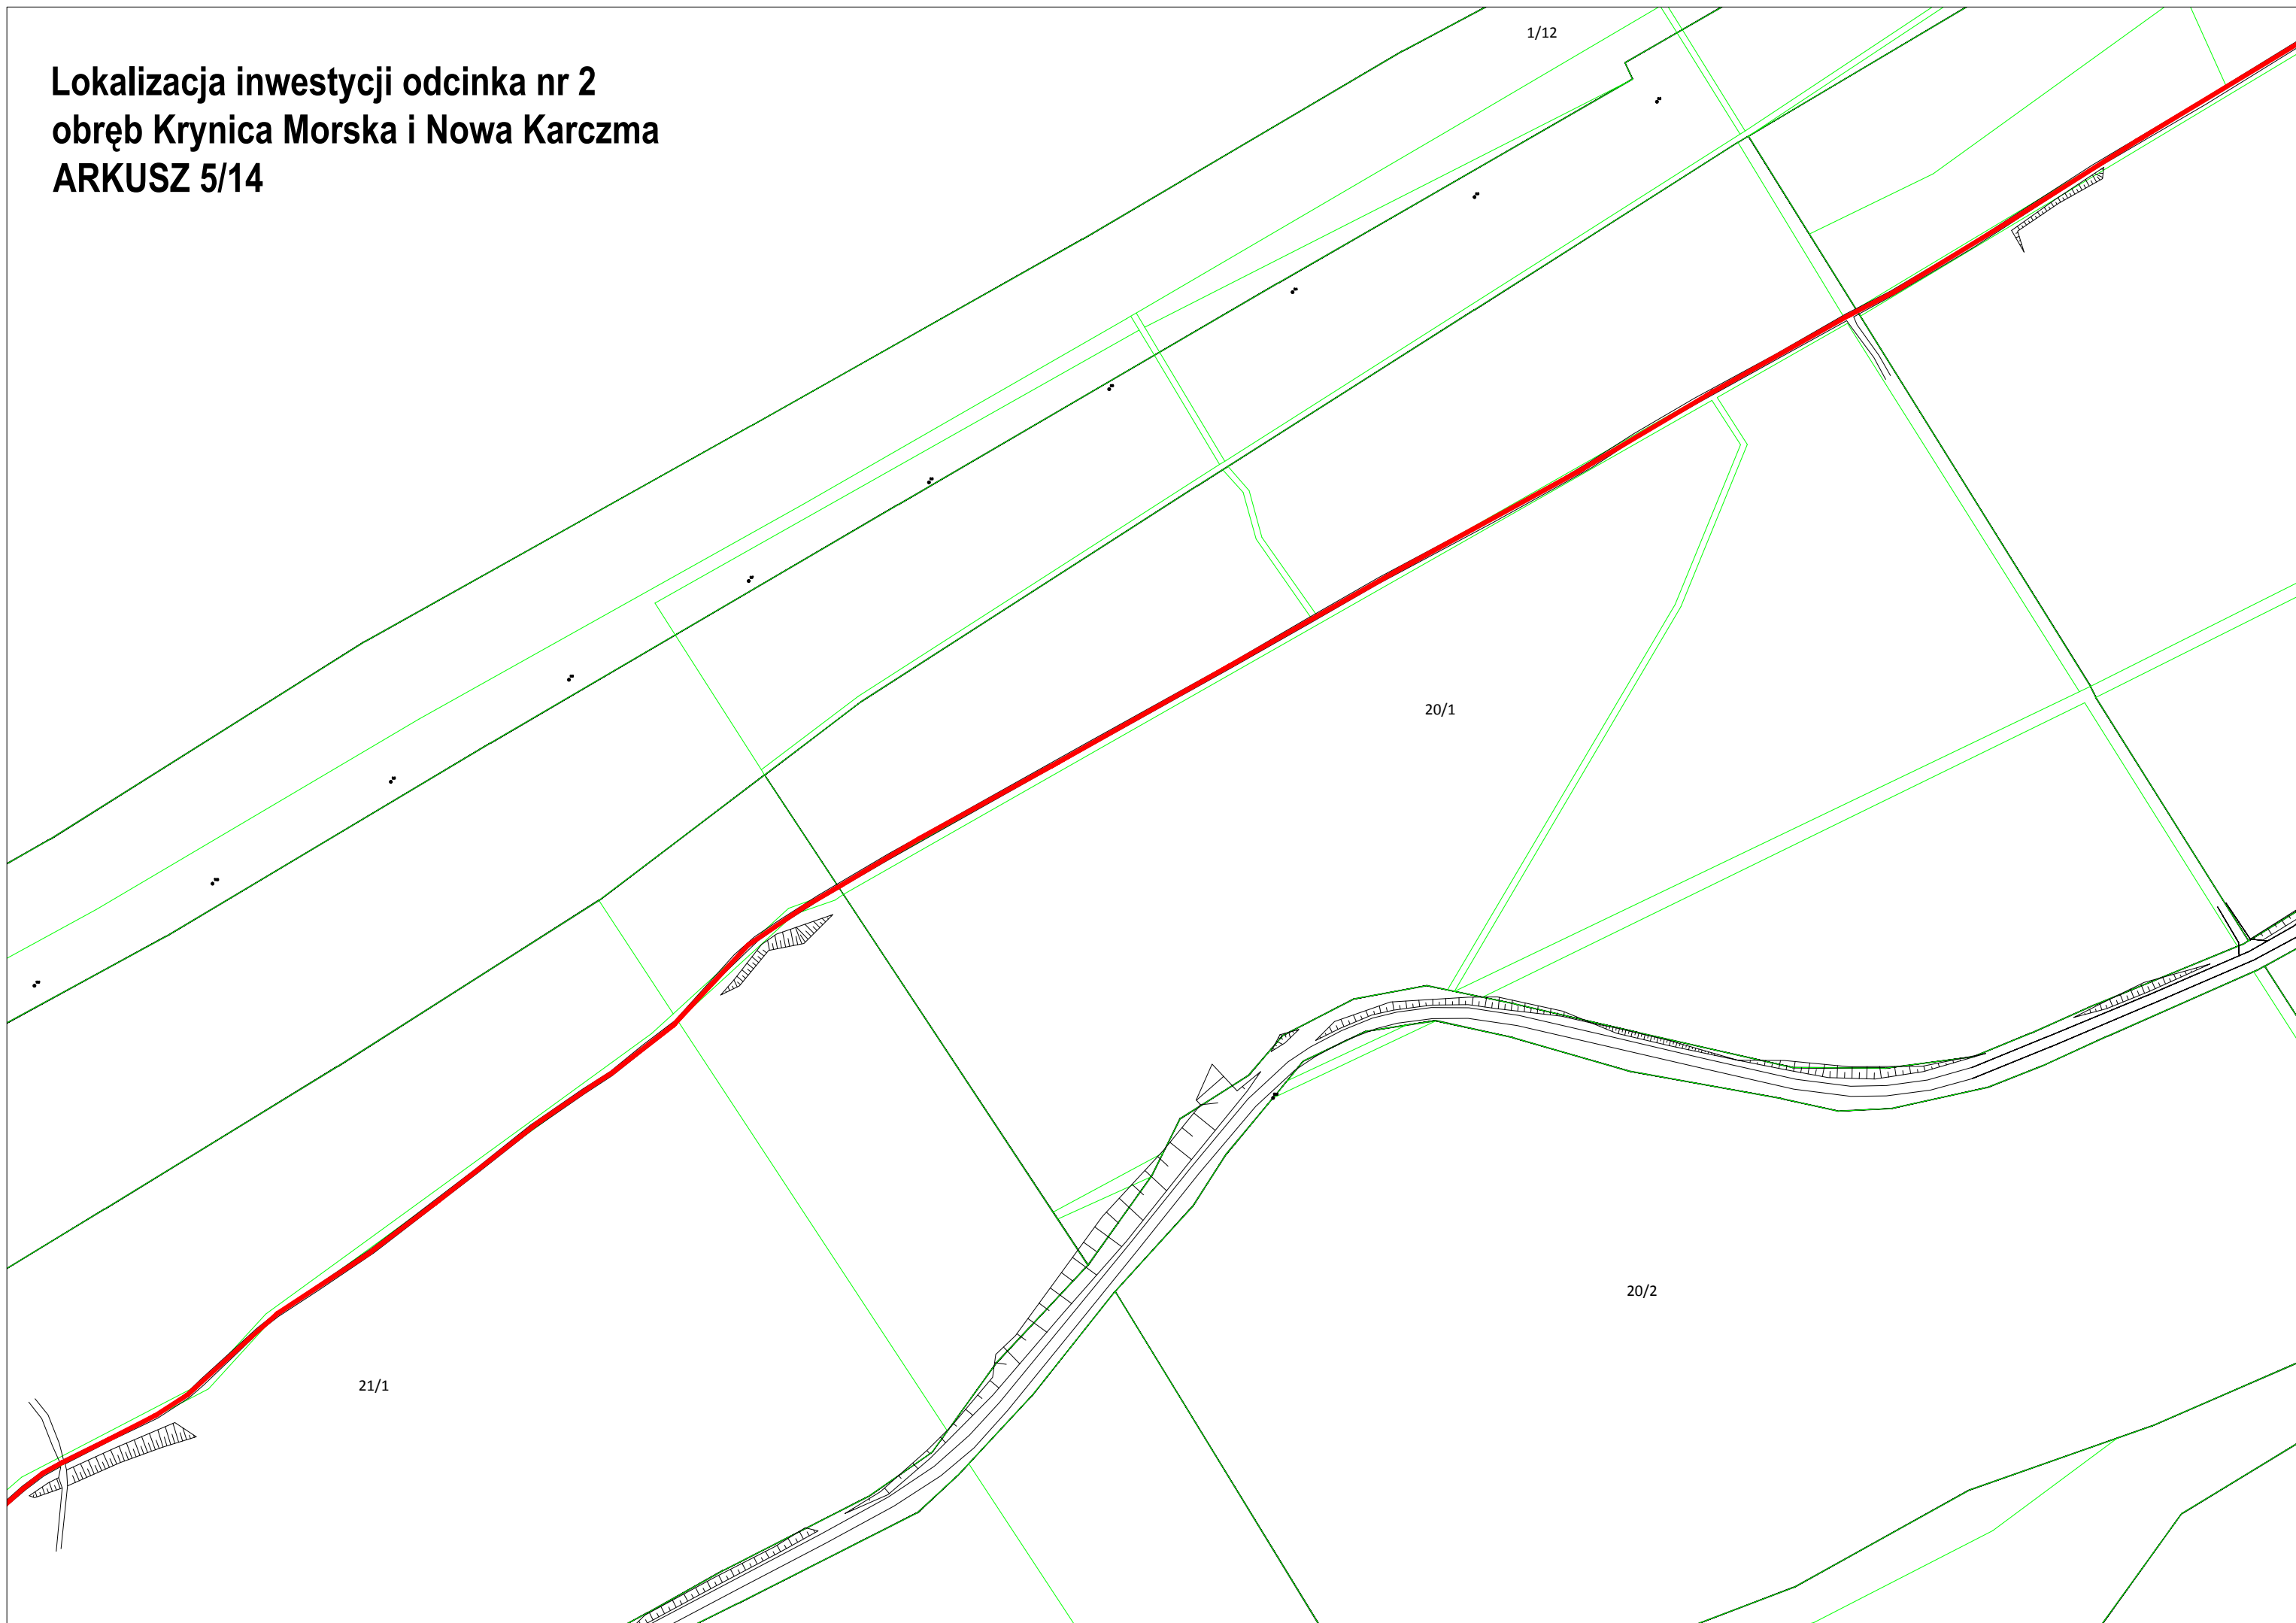 Lokalizacja inwestycji odcinka nr 2
obręb Krynica Morska i Nowa Karczma
ARKUSZ 5/14
1/12
20/1
20/2
21/1